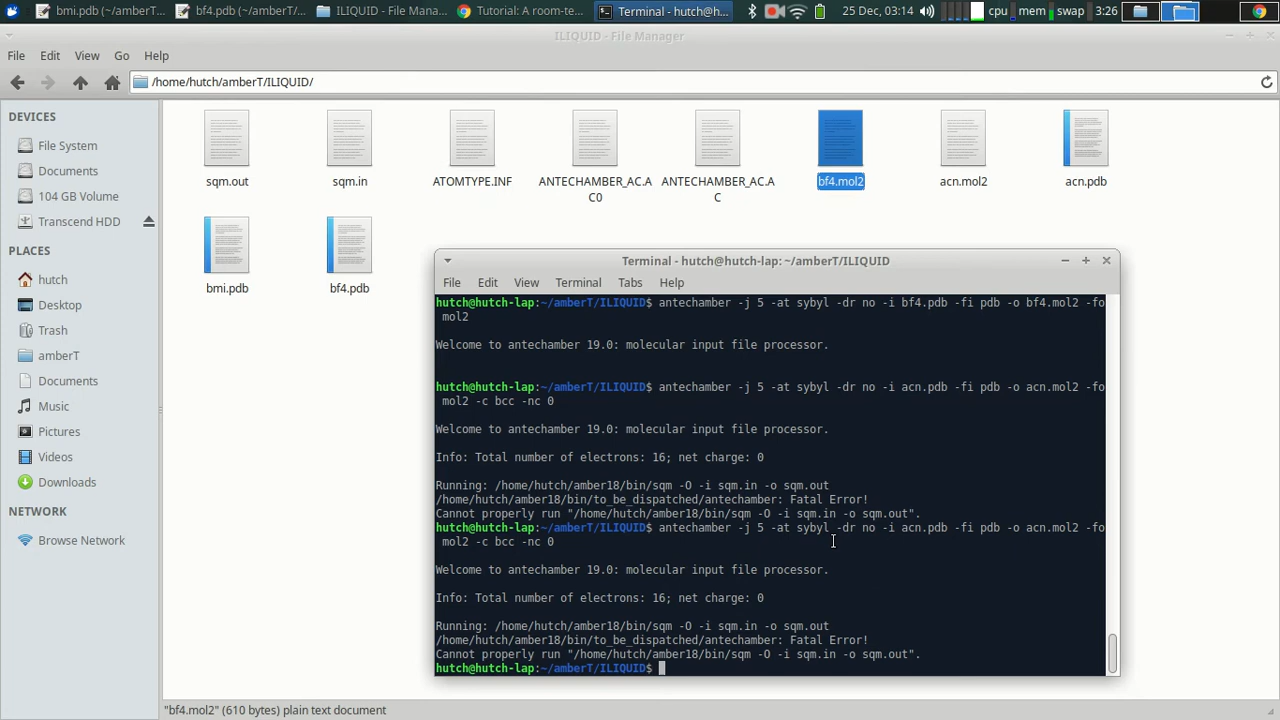 bmi.pdb (~/amberT...
bf4.pdb (~/amberT/...
ILIQUID - File Mana...
Tutorial: A room-te...
Terminal - hutch@h...
25 Dec, 03:14
cpu
mem
swap
3:26
ILIQUID - File Manager
File Edit View Go Help
/home/hutch/amberT/ILIQUID/
DEVICES
File System
Documents
104 GB Volume
Transcend HDD
PLACES
hutch
Desktop
Trash
amberT
Documents
Music
Pictures
Videos
Downloads
NETWORK
Browse Network
sqm.out
sqm.in
ATOMTYPE.INF
ANTECHAMBER_AC.A
C0
ANTECHAMBER_AC.A
C
bf4.mol2
acn.mol2
acn.pdb
bmi.pdb
bf4.pdb
Terminal - hutch@hutch-lap: ~/amberT/ILIQUID
File Edit View Terminal Tabs Help
hutch@hutch-lap:~/amberT/ILIQUID$ antechamber -j 5 -at sybyl -dr no -i bf4.pdb -fi pdb -o bf4.mol2 -fo
mol2
Welcome to antechamber 19.0: molecular input file processor.
hutch@hutch-lap:~/amberT/ILIQUID$ antechamber -j 5 -at sybyl -dr no -i acn.pdb -fi pdb -o acn.mol2 -fo
mol2 -c bcc -nc 0
Welcome to antechamber 19.0: molecular input file processor.
Info: Total number of electrons: 16; net charge: 0
Running: /home/hutch/amber18/bin/sqm -O -i sqm.in -o sqm.out
/home/hutch/amber18/bin/to_be_dispatched/antechamber: Fatal Error!
Cannot properly run "/home/hutch/amber18/bin/sqm -O -i sqm.in -o sqm.out".
hutch@hutch-lap:~/amberT/ILIQUID$ antechamber -j 5 -at sybyl -dr no -i acn.pdb -fi pdb -o acn.mol2 -fo
mol2 -c bcc -nc 0
Welcome to antechamber 19.0: molecular input file processor.
Info: Total number of electrons: 16; net charge: 0
Running: /home/hutch/amber18/bin/sqm -O -i sqm.in -o sqm.out
/home/hutch/amber18/bin/to_be_dispatched/antechamber: Fatal Error!
Cannot properly run "/home/hutch/amber18/bin/sqm -O -i sqm.in -o sqm.out".
hutch@hutch-lap:~/amberT/ILIQUID$
"bf4.mol2" (610 bytes) plain text document